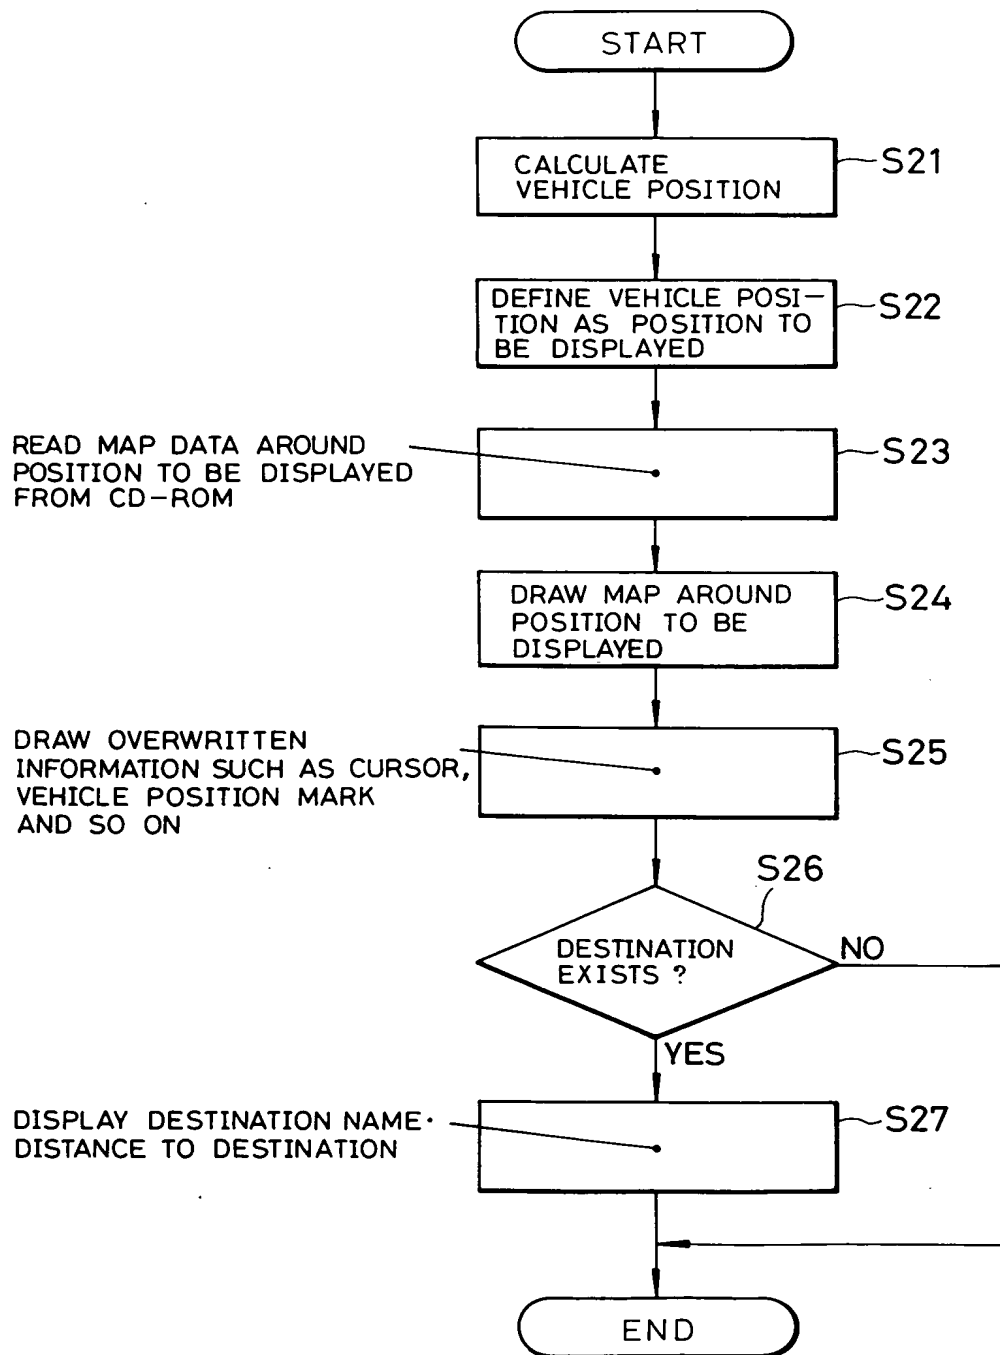 START
CALCULATE
VEHICLE POSITION
S21
DEFINE VEHICLE POSI-
TION AS POSITION TO
BE DISPLAYED
S22
READ MAP DATA AROUND
POSITION TO BE DISPLAYED
FROM CD-ROM
S23
DRAW MAP AROUND
POSITION TO BE
DISPLAYED
S24
DRAW OVERWRITTEN
INFORMATION SUCH AS CURSOR,
VEHICLE POSITION MARK
AND SO ON
S25
S26
DESTINATION
EXISTS ?
NO
YES
DISPLAY DESTINATION NAME·
DISTANCE TO DESTINATION
S27
END